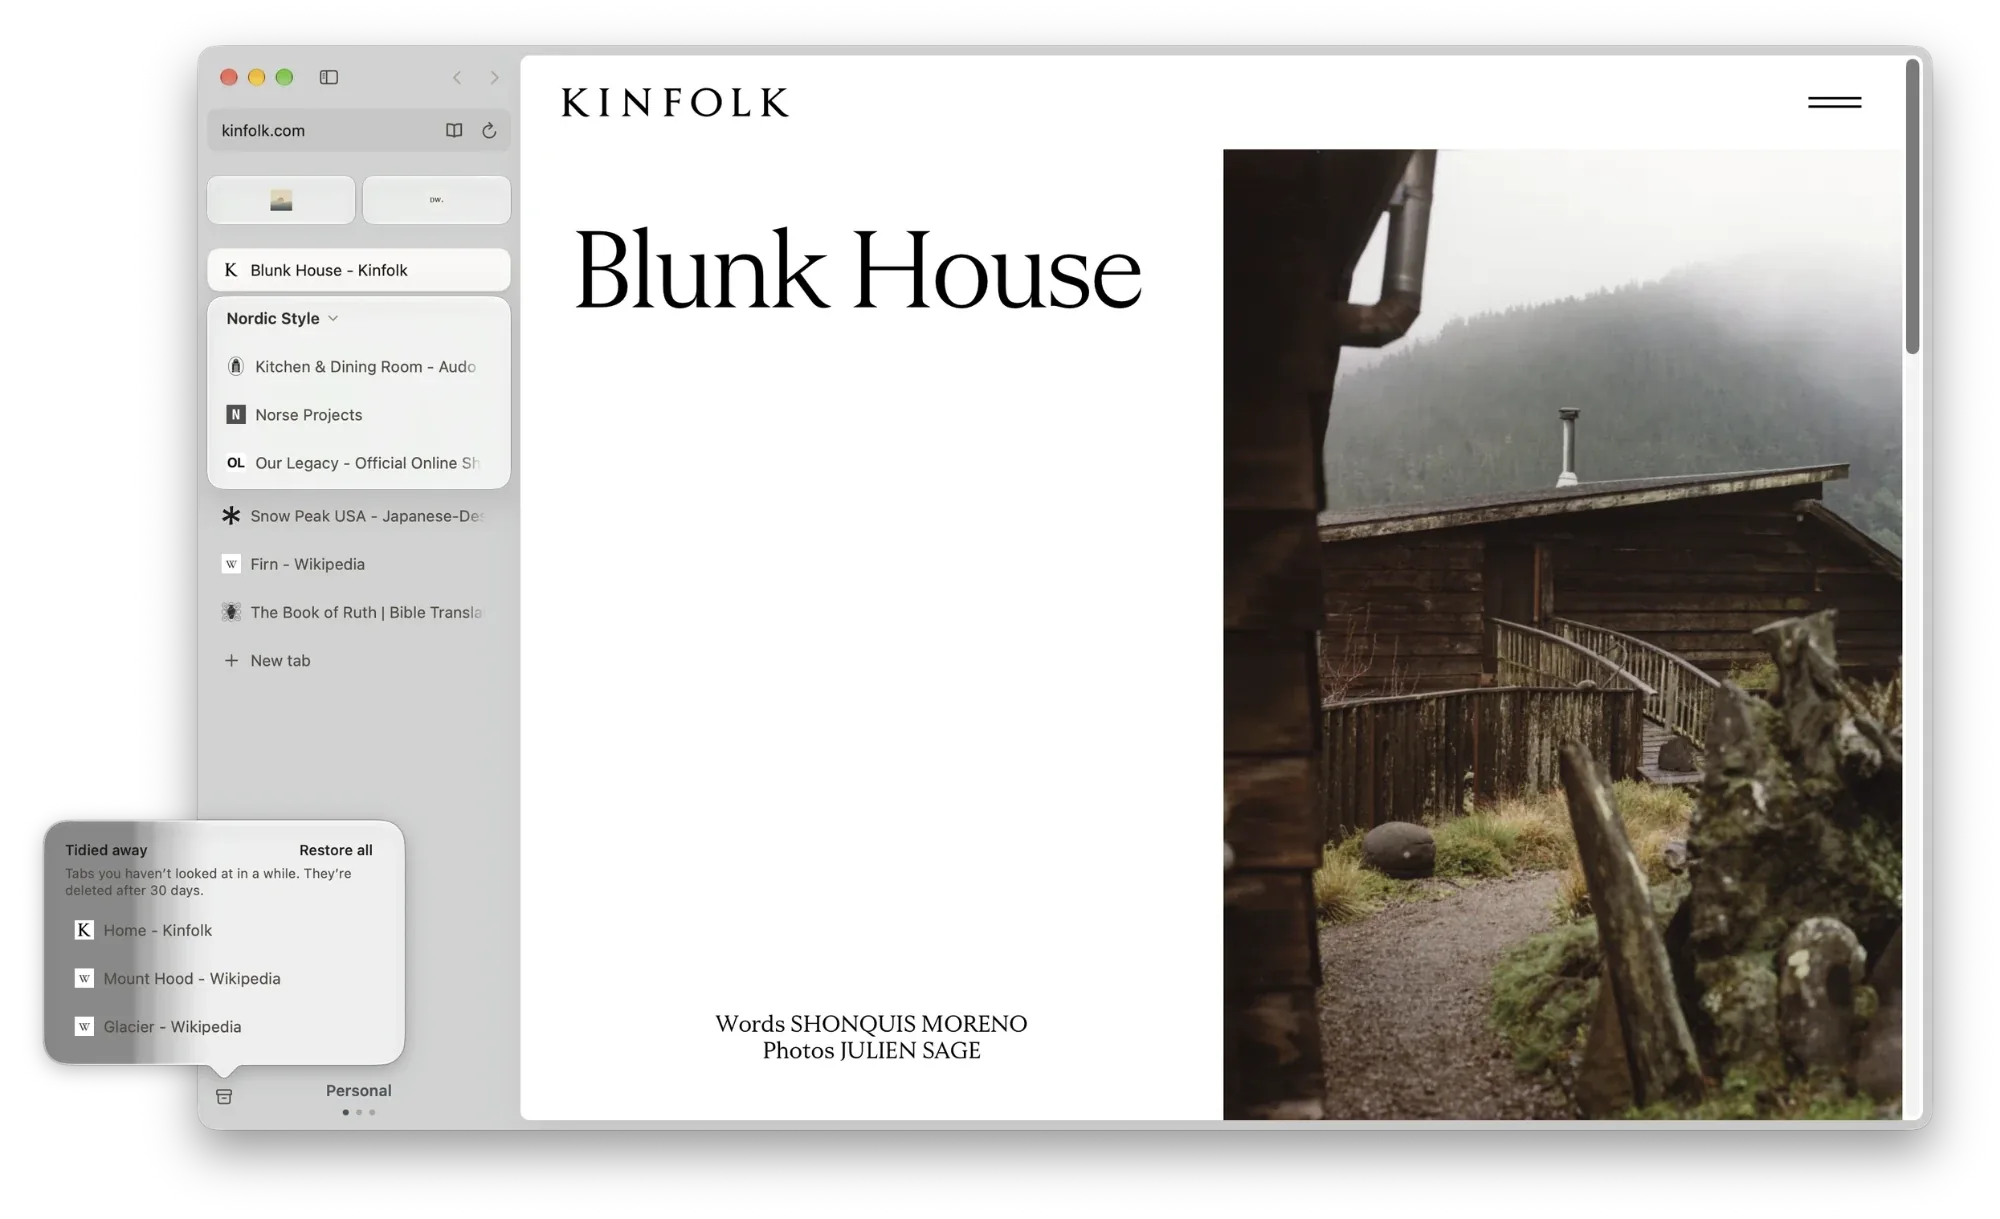 kinfolk.com
DW.
K Blunk House - Kinfolk
Nordic Style
Kitchen & Dining Room - Audo
N Norse Projects
OL Our Legacy - Official Online Sh
Snow Peak USA - Japanese-Des
W Firn - Wikipedia
The Book of Ruth | Bible Transla
+ New tab
Tidied away
Restore all
Tabs you haven't looked at in a while. They're
deleted after 30 days.
K Home - Kinfolk
W Mount Hood - Wikipedia
W Glacier - Wikipedia
Personal
KINFOLK
Blunk House
Words SHONQUIS MORENO
Photos JULIEN SAGE